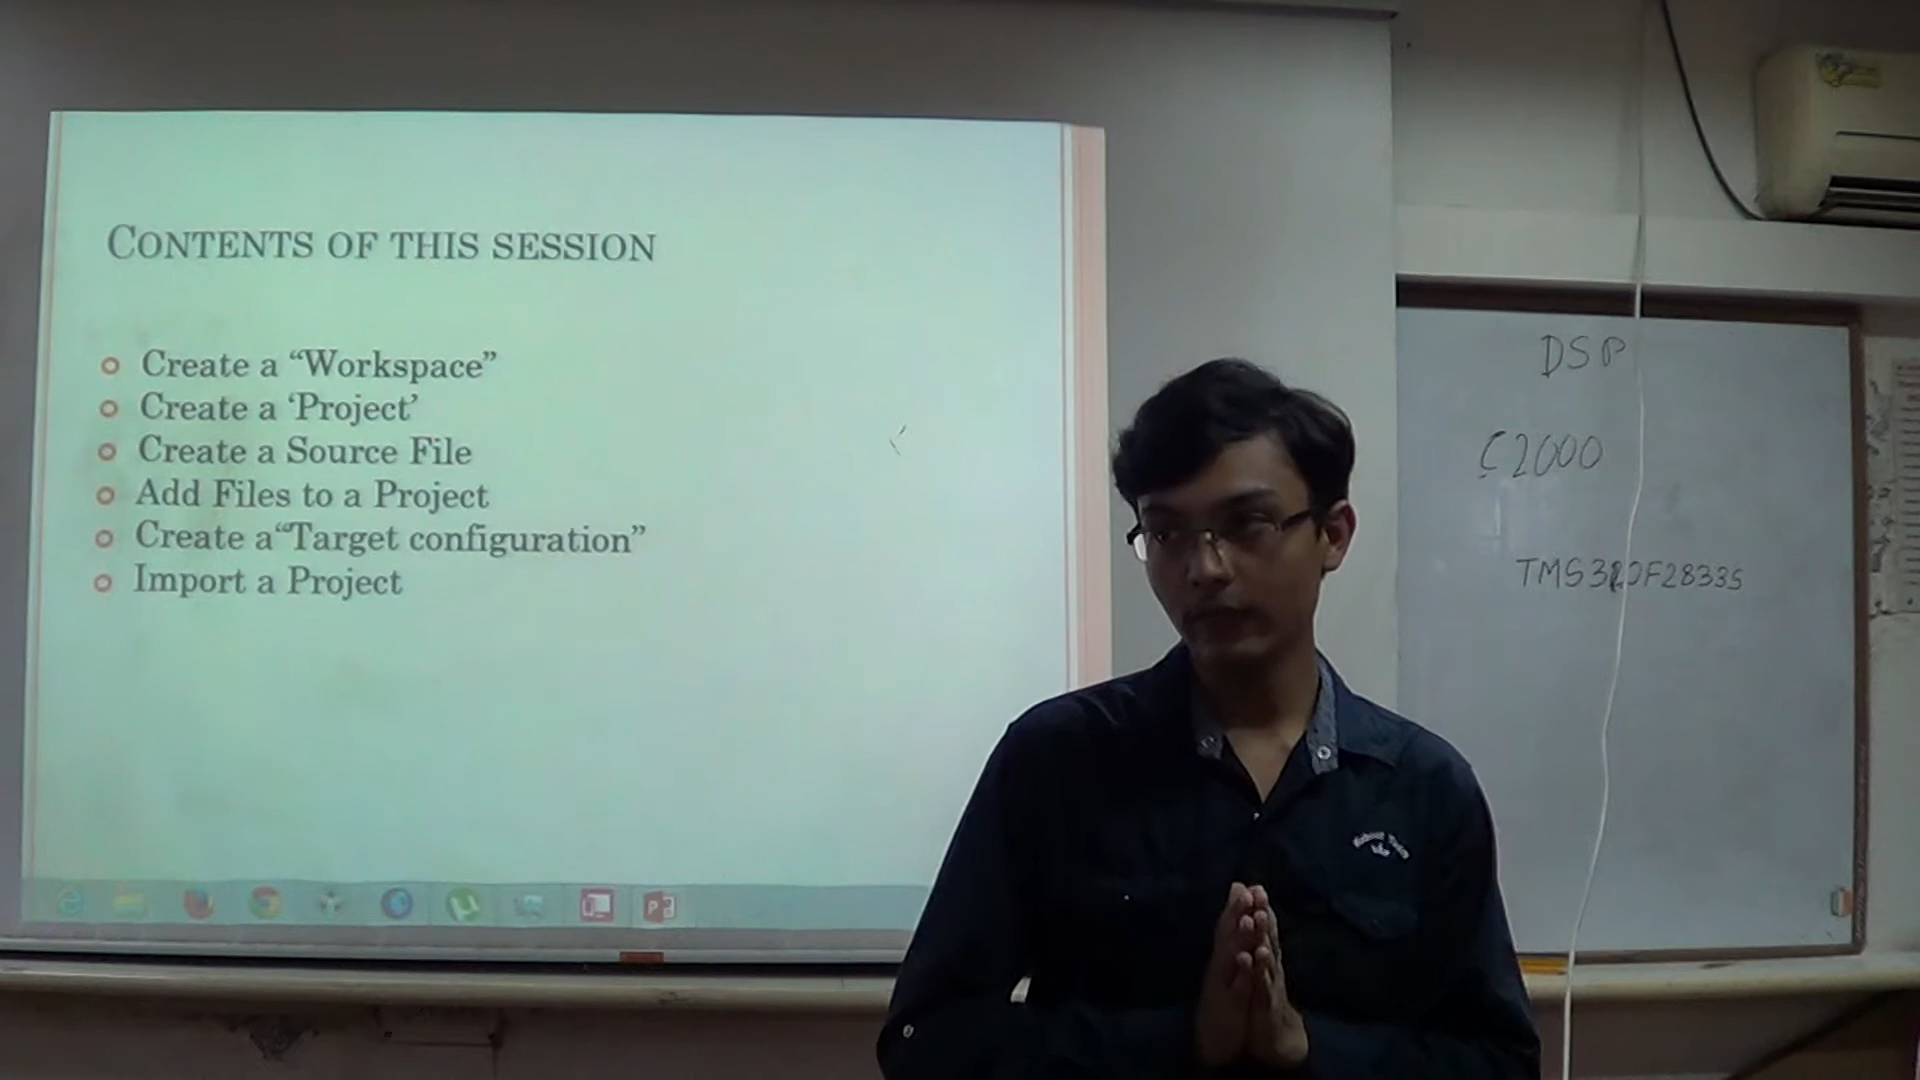 CONTENTS OF THIS SESSION
Create a “Workspace”
Create a ‘Project’
Create a Source File
Add Files to a Project
Create a“Target configuration”
Import a Project
DSP
C2000
TMS320F28335